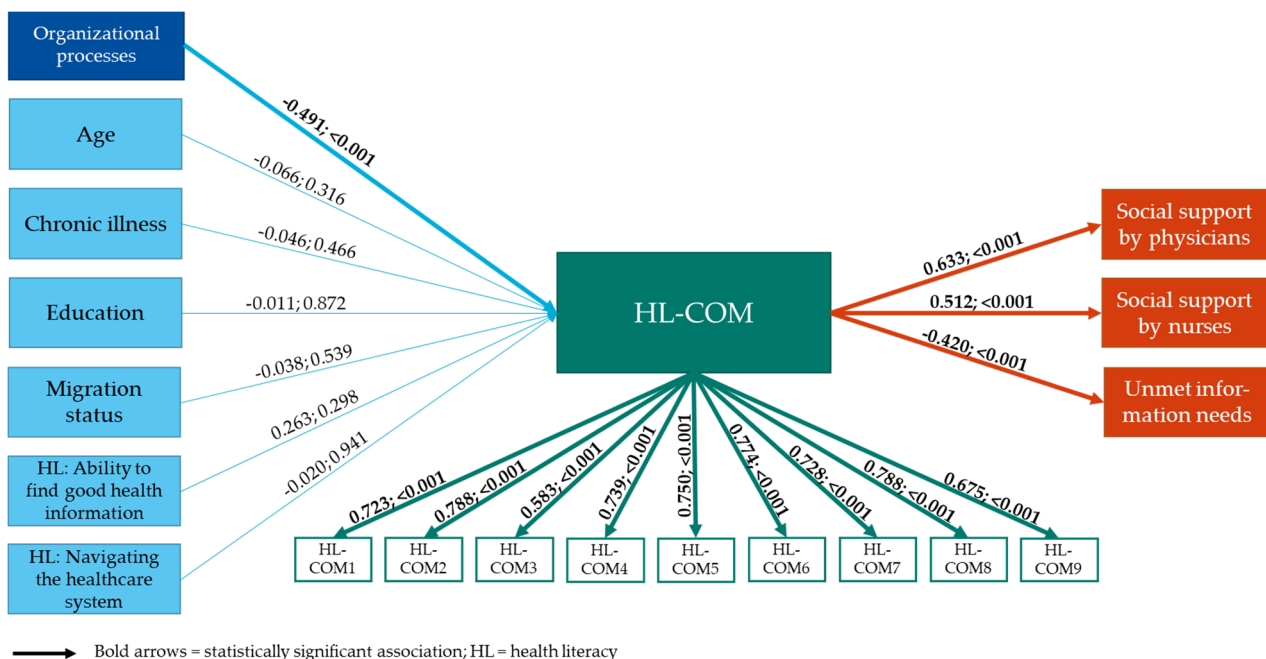 Organizational
processes
Age
Chronic illness
Education
Migration
status
HL: Ability to
find good health
information
HL: Navigating
the healthcare
system
-0.491; <0.001
-0.066; 0.316
-0.046; 0.466
-0.011; 0.872
-0.038; 0.539
0.263; 0.298
-0.020; 0.941
HL-COM
0.633; <0.001
0.512; <0.001
-0.420; <0.001
Social support
by physicians
Social support
by nurses
Unmet infor-
mation needs
0.723; <0.001
0.788; <0.001
0.583; <0.001
0.739; <0.001
0.750; <0.001
0.774; <0.001
0.728; <0.001
0.788; <0.001
0.675; <0.001
HL-
COM1
HL-
COM2
HL-
COM3
HL-
COM4
HL-
COM5
HL-
COM6
HL-
COM7
HL-
COM8
HL-
COM9
Bold arrows = statistically significant association; HL = health literacy